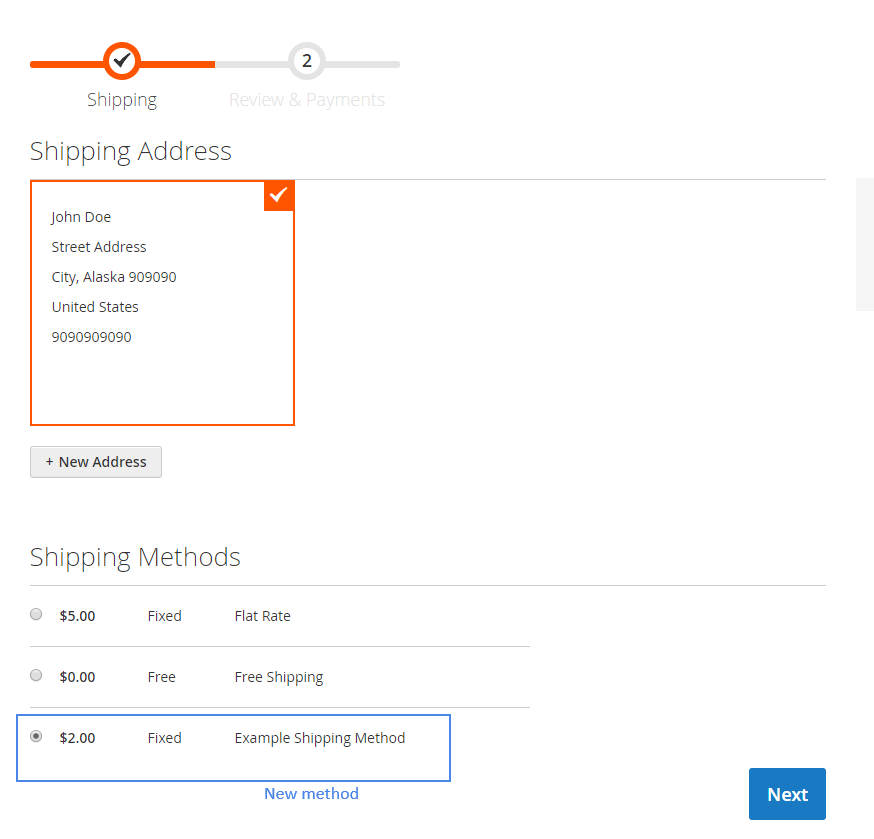 2
Shipping
Review & Payments
Shipping Address
John Doe
Street Address
City, Alaska 909090
United States
9090909090
+ New Address
Shipping Methods
$5.00 Fixed Flat Rate
$0.00 Free Free Shipping
$2.00 Fixed Example Shipping Method
New method
Next